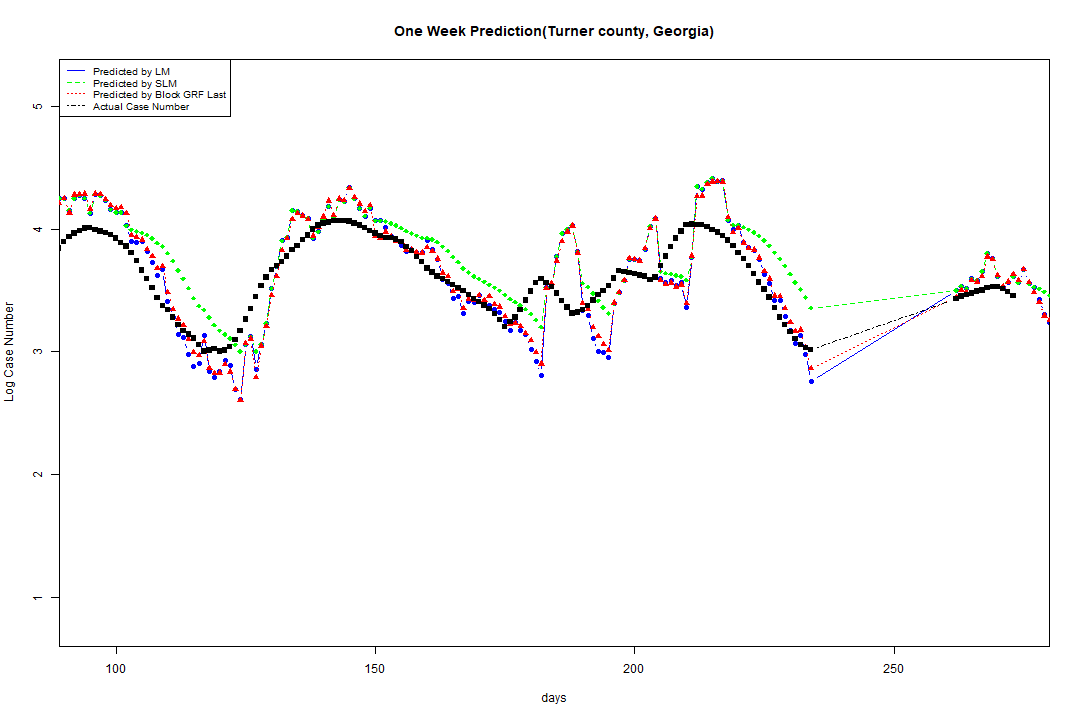 One Week Prediction(Turner county, Georgia)
Predicted by LM
Predicted by SLM
Predicted by Block GRF Last
Actual Case Number
5
4
3
2
1
Log Case Number
100 150 200 250
days